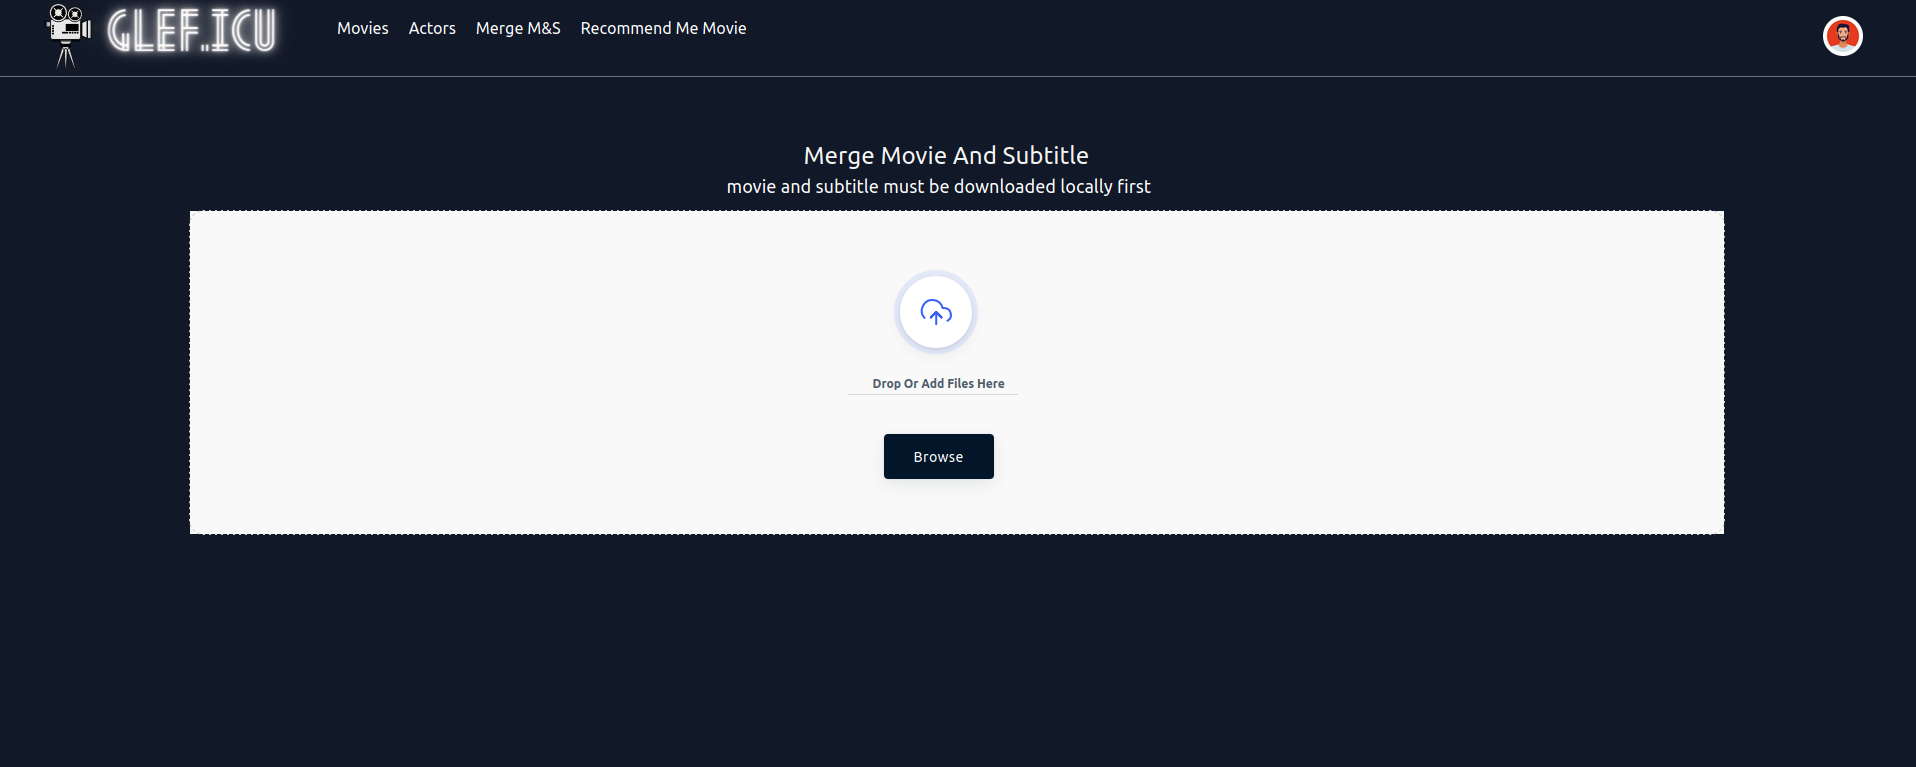 GLEF.ICU
Movies Actors Merge M&S Recommend Me Movie
Merge Movie And Subtitle
movie and subtitle must be downloaded locally first
Drop Or Add Files Here
Browse